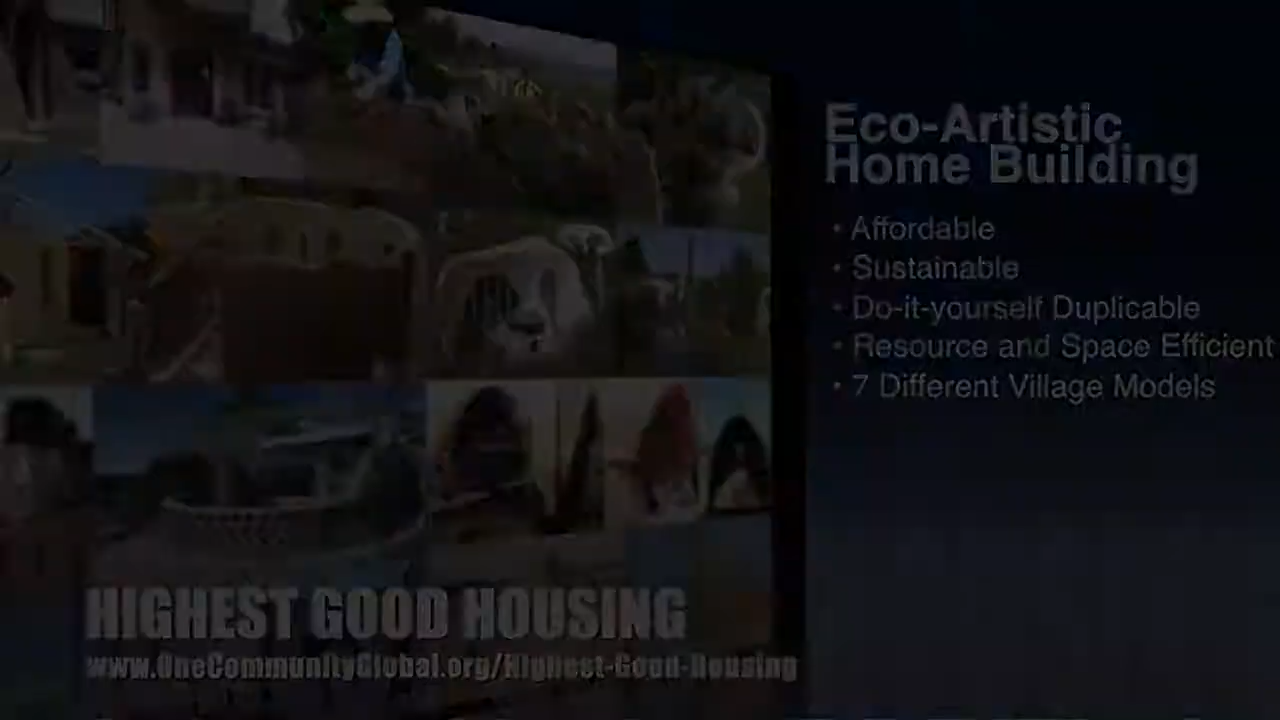 Eco-Artistic
Home Building
• Affordable
• Sustainable
• Do-it-yourself Duplicable
• Resource and Space Efficient
• 7 Different Village Models
HIGHEST GOOD HOUSING
www.OneCommunityGlobal.org/Highest-Good-Housing